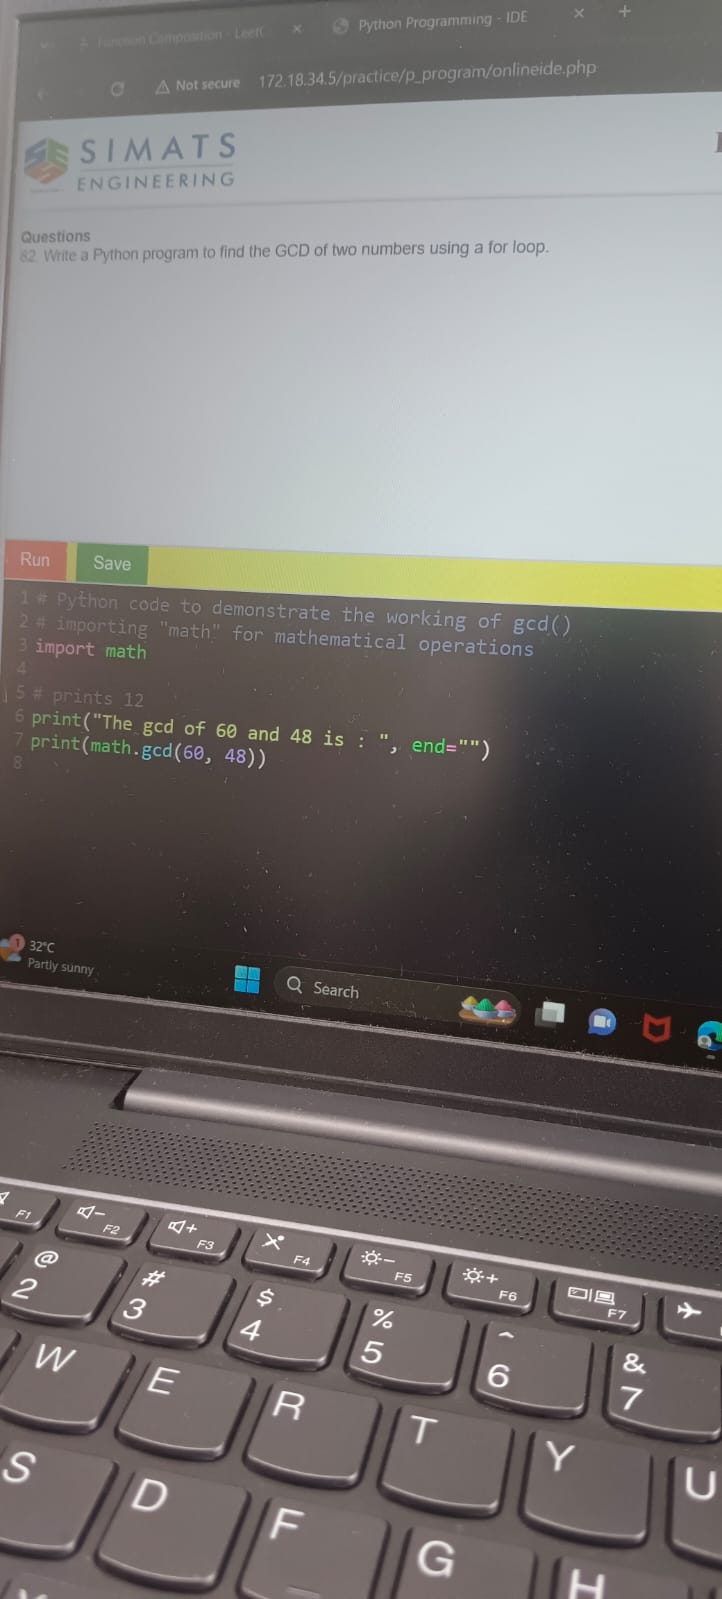 Function Composition - Leet
Python Programming - IDE
Not secure 172.18.34.5/practice/p_program/onlineide.php
SIMATS
ENGINEERING
Questions
82. Write a Python program to find the GCD of two numbers using a for loop.
Run Save
1 # Python code to demonstrate the working of gcd()
2 # importing "math" for mathematical operations
3 import math
4
5 # prints 12
6 print("The gcd of 60 and 48 is : ", end="")
7 print(math.gcd(60, 48))
8
1 32°C
Partly sunny
Search
F1 F2 F3 F4 F5 F6 F7
@ # $ % ^ &
2 3 4 5 6 7
W E R T Y U
S D F G H